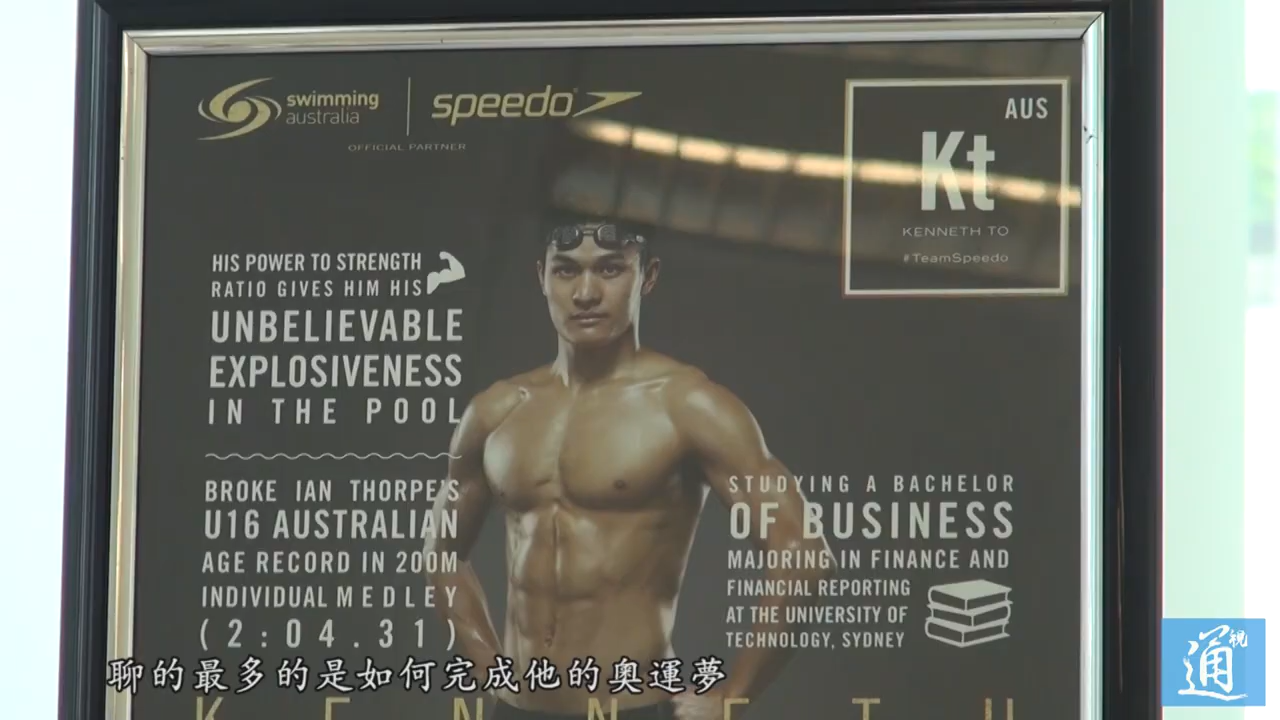 swimming
australia
speedo
OFFICIAL PARTNER
AUS
Kt
KENNETH TO
#TeamSpeedo
HIS POWER TO STRENGTH
RATIO GIVES HIM HIS
UNBELIEVABLE
EXPLOSIVENESS
IN THE POOL
BROKE IAN THORPE'S
U16 AUSTRALIAN
AGE RECORD IN 200M
INDIVIDUAL MEDLEY
(2:04.31)
STUDYING A BACHELOR
OF BUSINESS
MAJORING IN FINANCE AND
FINANCIAL REPORTING
AT THE UNIVERSITY OF
TECHNOLOGY, SYDNEY
聊的最多的是如何完成他的奧運夢
KENNETH
通視